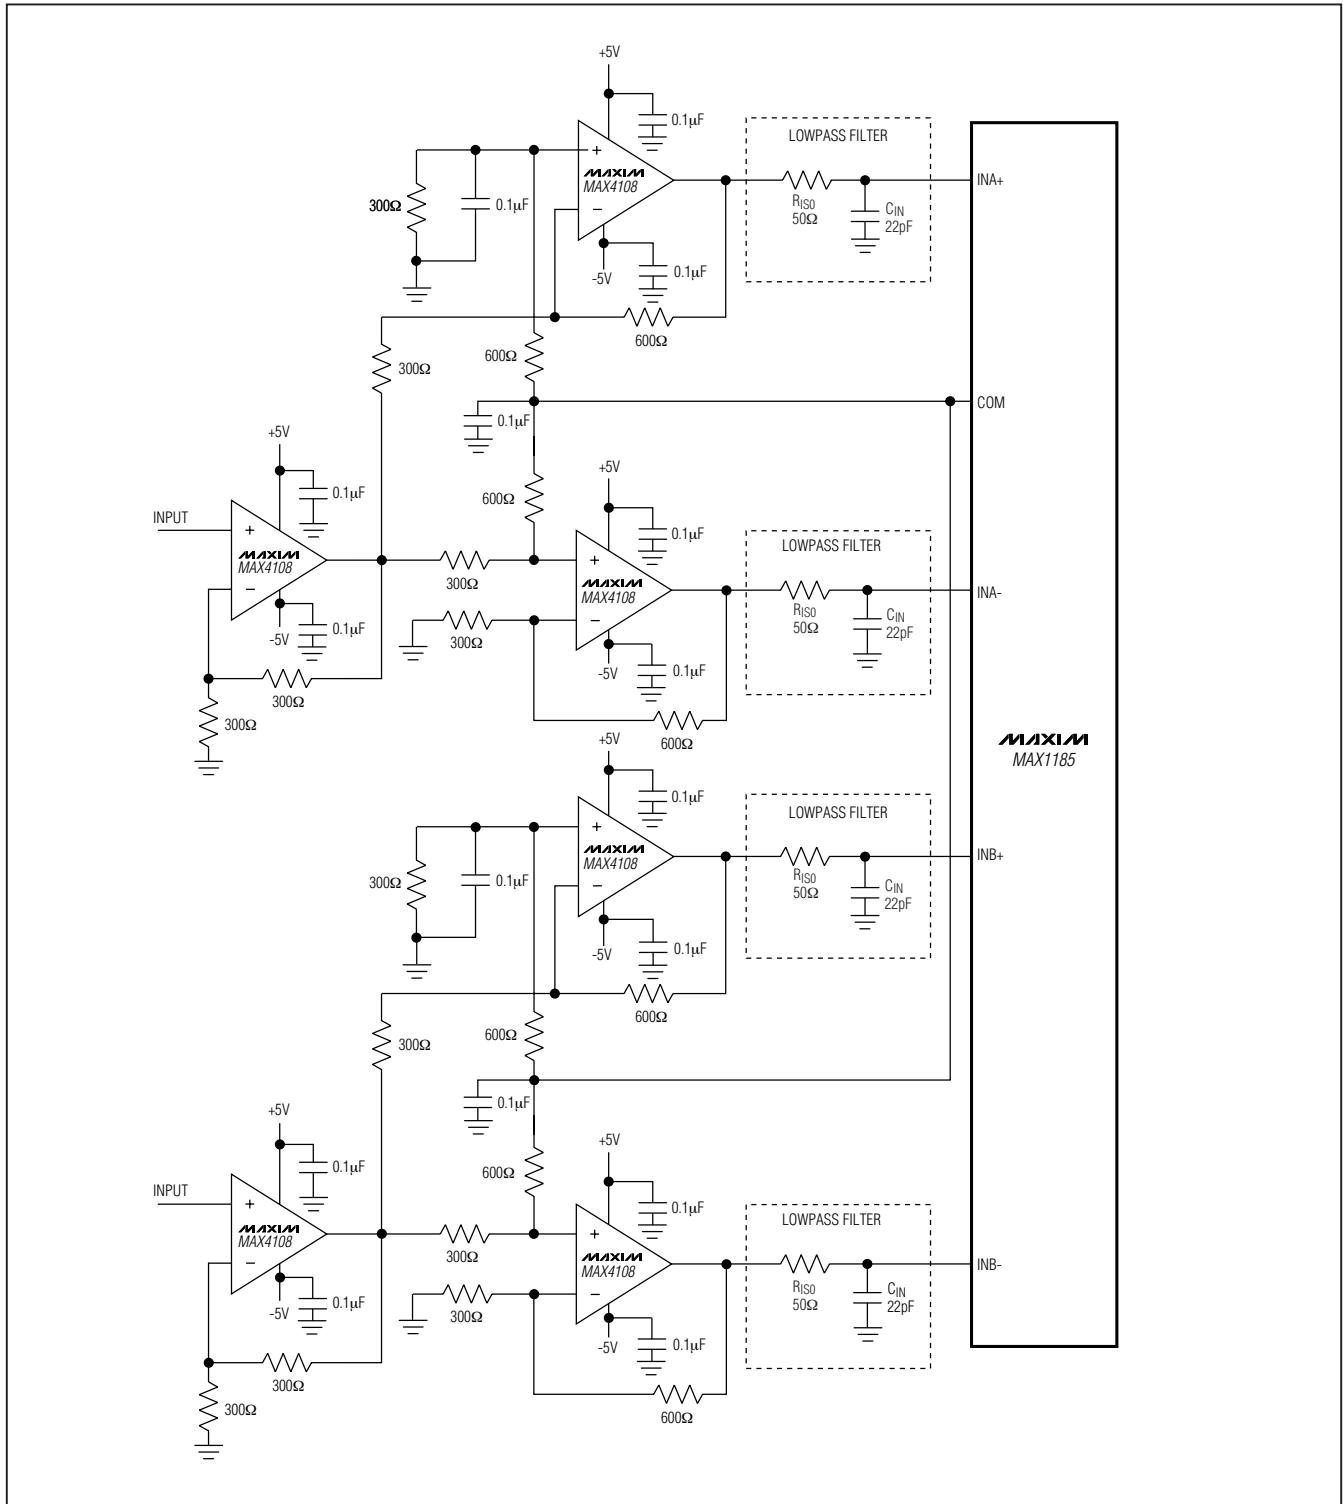 +5V
0.1µF
LOWPASS FILTER
+
MAXIM
MAX4108
INA+
300Ω
0.1µF
RISO
50Ω
CIN
22pF
−
0.1µF
-5V
600Ω
300Ω
600Ω
COM
0.1µF
+5V
+5V
0.1µF
600Ω
INPUT
+
0.1µF
LOWPASS FILTER
MAXIM
MAX4108
300Ω
+
MAXIM
MAX4108
INA-
−
RISO
50Ω
CIN
22pF
-5V
0.1µF
300Ω
−
-5V
0.1µF
300Ω
300Ω
600Ω
+5V
MAXIM
MAX1185
0.1µF
LOWPASS FILTER
+
MAXIM
MAX4108
INB+
300Ω
0.1µF
RISO
50Ω
CIN
22pF
−
-5V
0.1µF
600Ω
300Ω
600Ω
0.1µF
+5V
+5V
0.1µF
600Ω
INPUT
+
0.1µF
LOWPASS FILTER
MAXIM
MAX4108
300Ω
+
MAXIM
MAX4108
INB-
−
RISO
50Ω
CIN
22pF
-5V
0.1µF
300Ω
−
-5V
0.1µF
300Ω
300Ω
600Ω